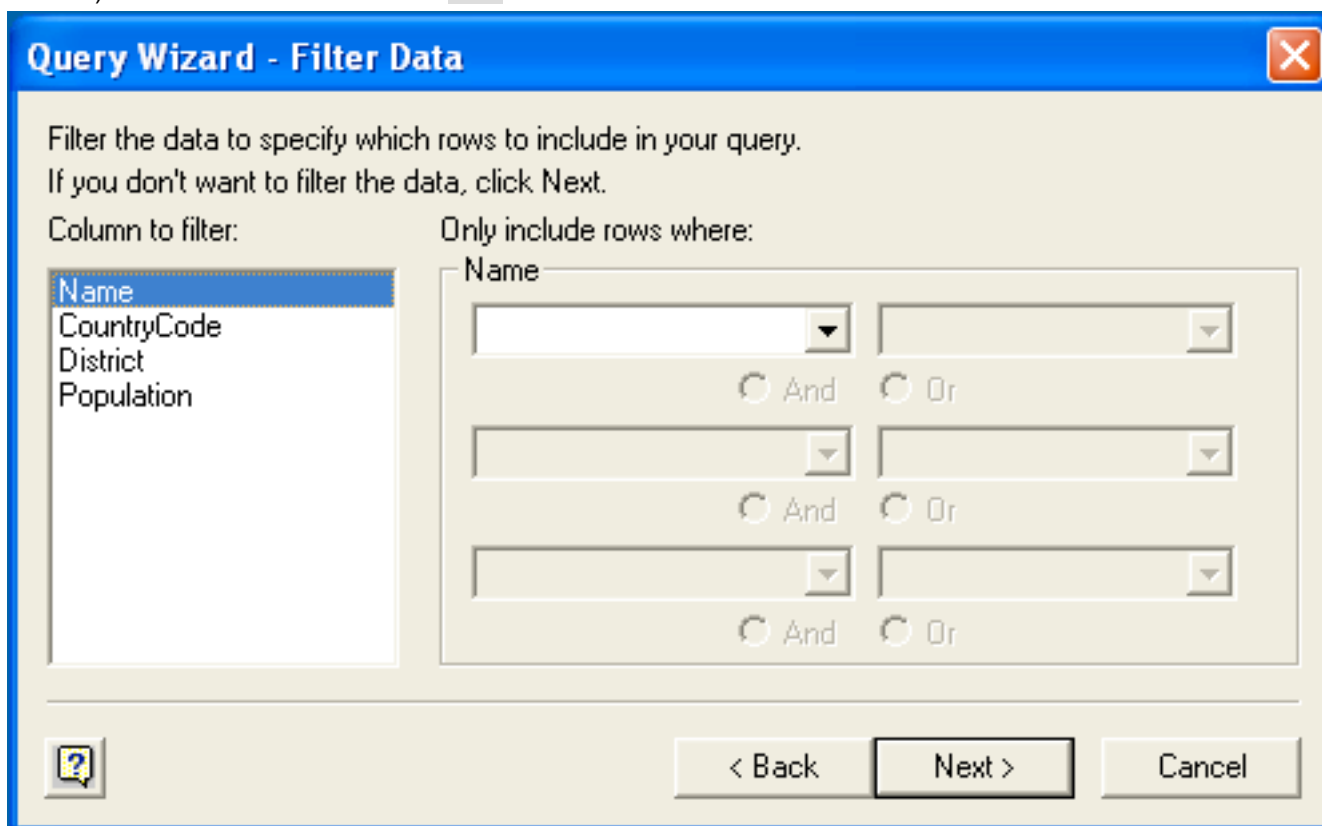 Query Wizard - Filter Data
Filter the data to specify which rows to include in your query.
If you don't want to filter the data, click Next.
Column to filter:
Only include rows where:
Name
CountryCode
District
Population
Name
And Or
And Or
And Or
< Back
Next >
Cancel